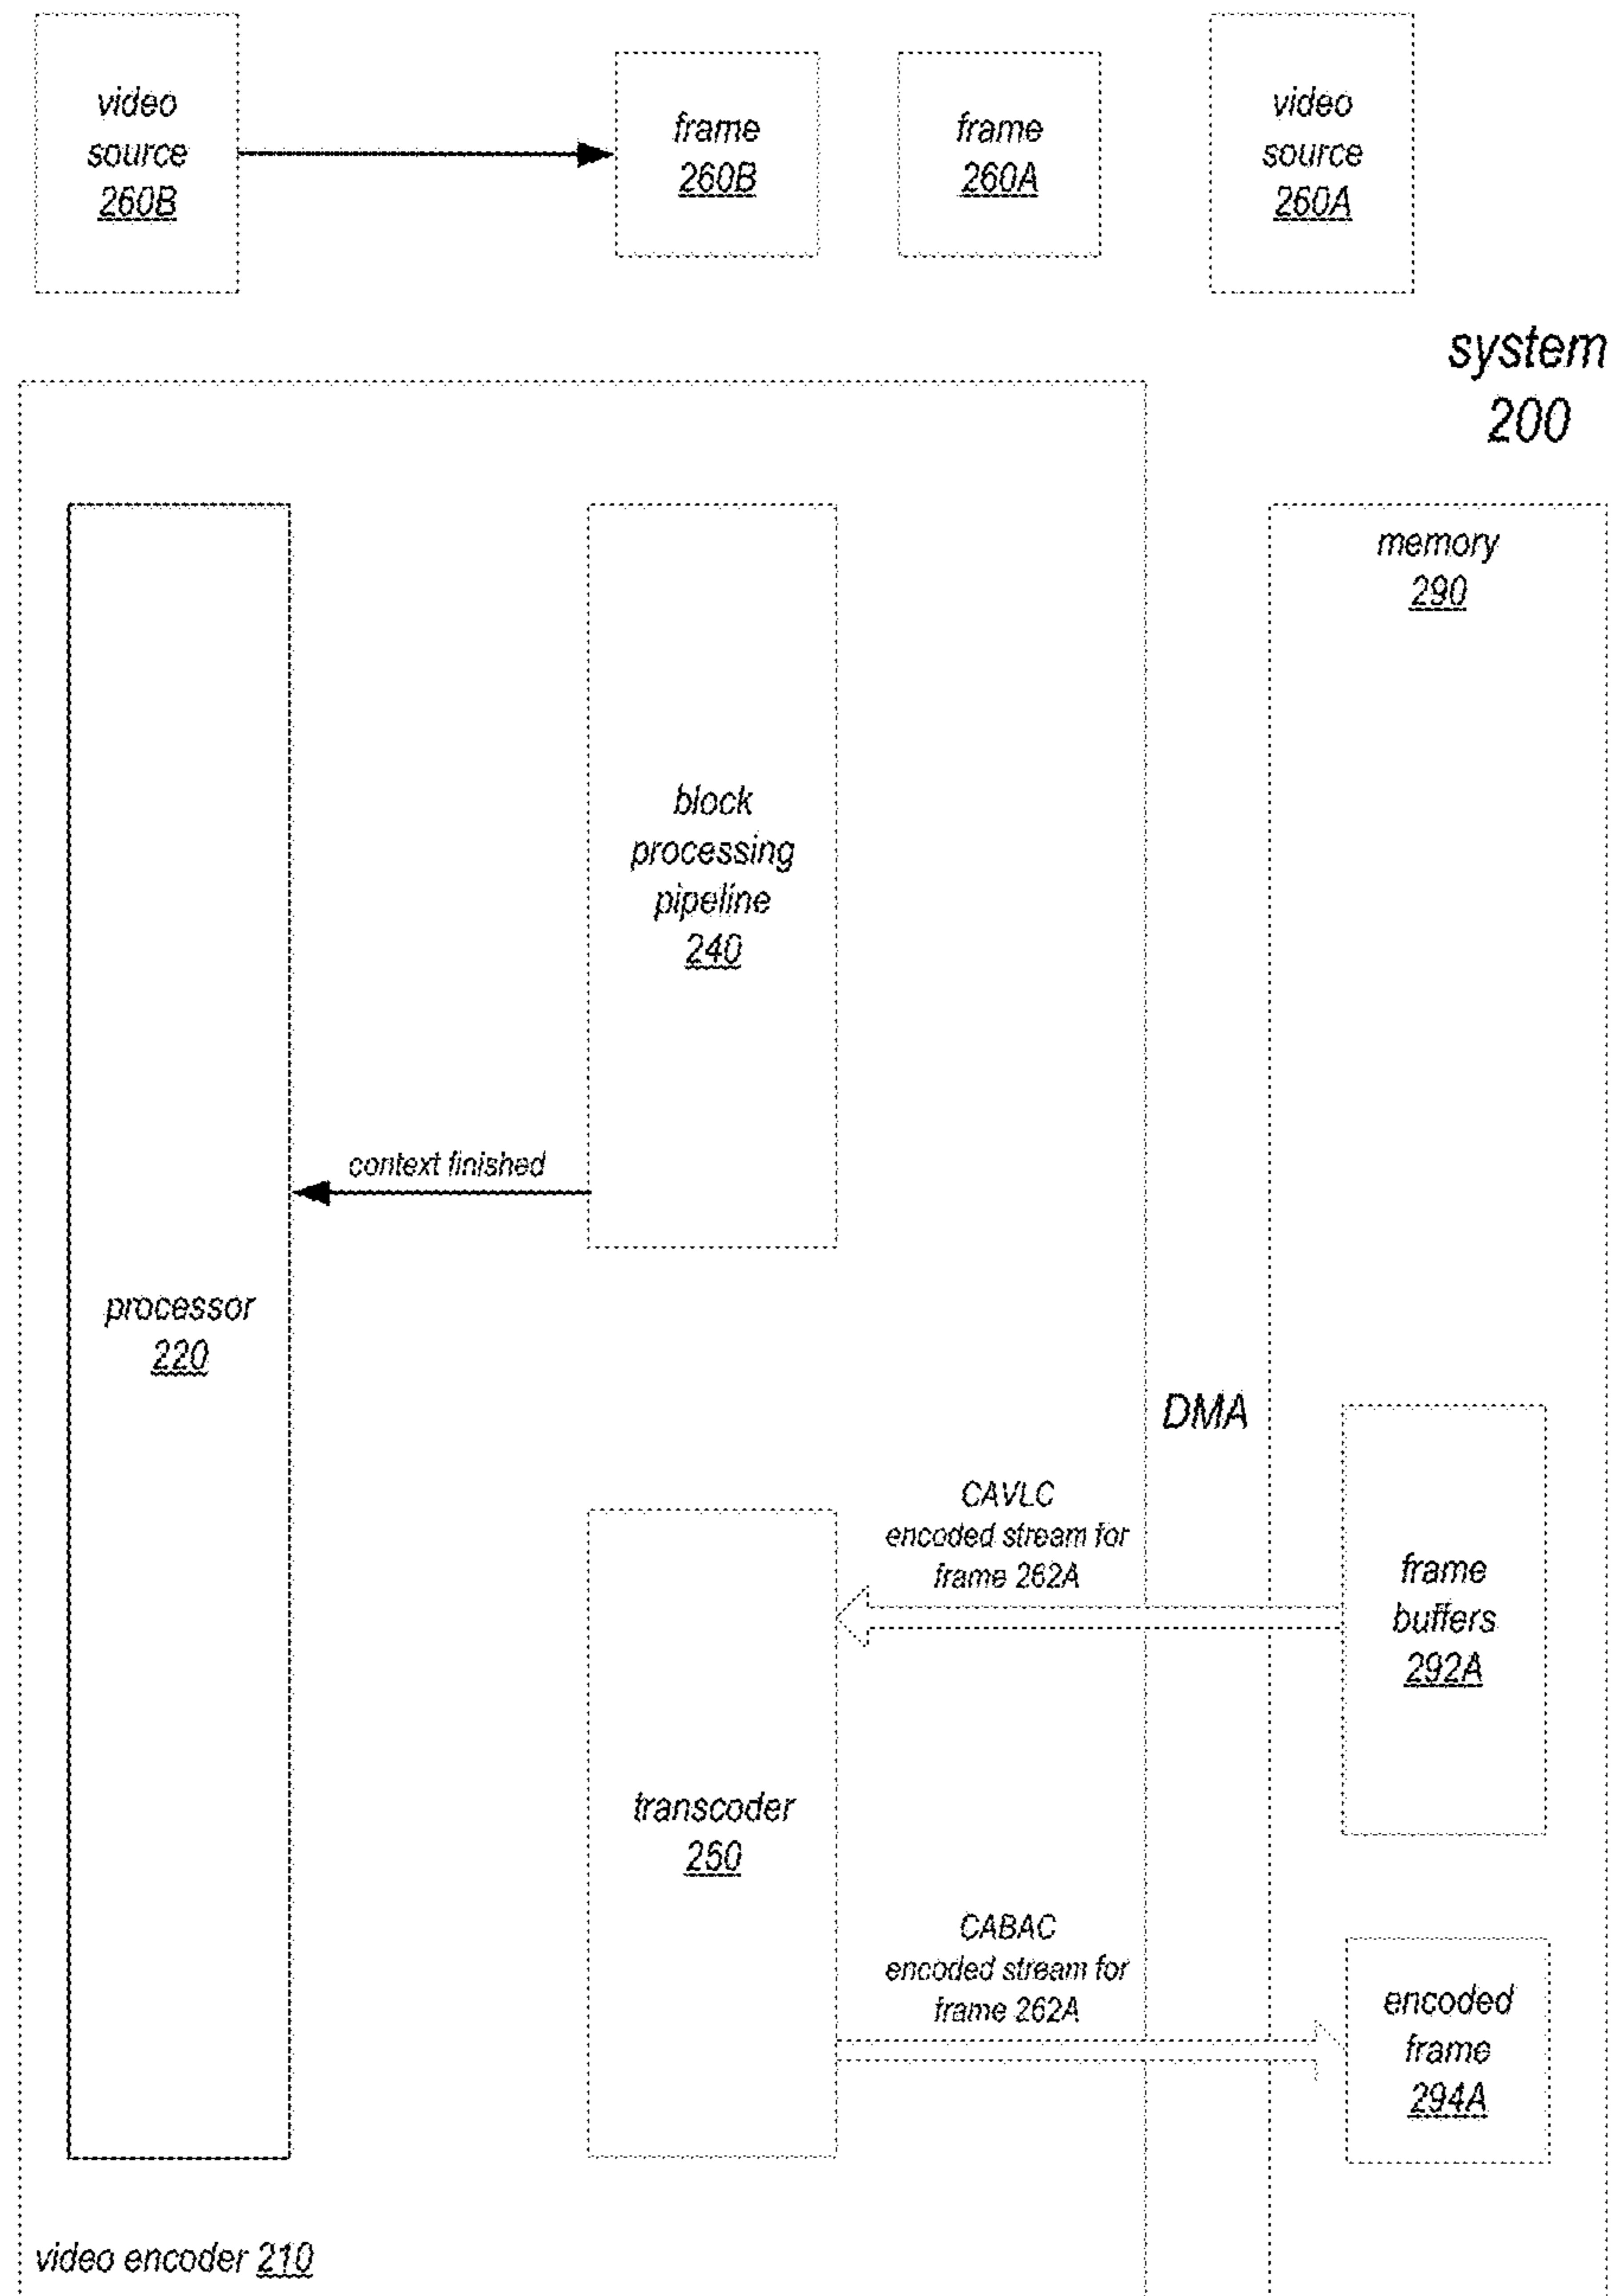 video
source
260B
frame
260B
frame
260A
video
source
260A
system
200
memory
290
block
processing
pipeline
240
context finished
processor
220
DMA
CAVLC
encoded stream for
frame 262A
frame
buffers
292A
transcoder
250
CABAC
encoded stream for
frame 262A
encoded
frame
294A
video encoder 210